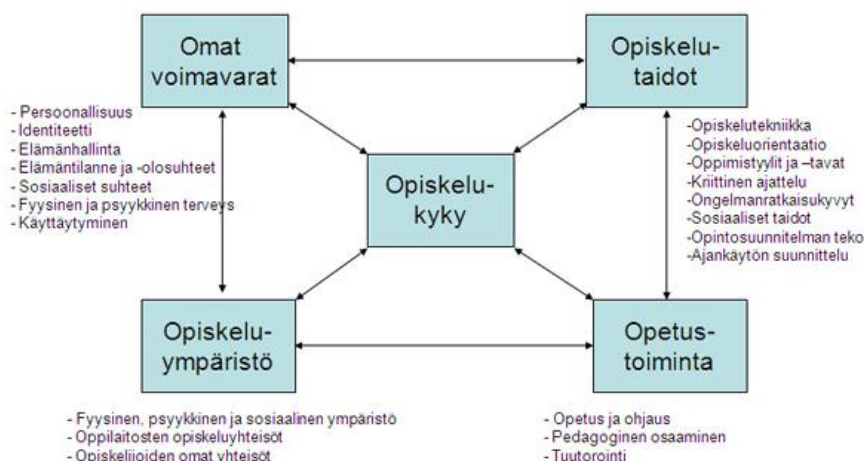 Omat
voimavarat
Opiskelu-
taidot
- Persoonallisuus
- Identiteetti
- Elämänhallinta
- Elämäntilanne ja -olosuhteet
- Sosiaaliset suhteet
- Fyysinen ja psyykkinen terveys
- Käyttäytyminen
-Opiskelutekniikka
-Opiskeluorientaatio
-Oppimistyylit ja –tavat
-Kriittinen ajattelu
-Ongelmanratkaisukyvyt
-Sosiaaliset taidot
-Opintosuunnitelman teko
-Ajankäytön suunnittelu
Opiskelu-
kyky
Opiskelu-
ympäristö
Opetus-
toiminta
- Fyysinen, psyykkinen ja sosiaalinen ympäristö
- Oppilaitosten opiskeluyhteisöt
- Opiskelijoiden omat yhteisöt
- Opetus ja ohjaus
- Pedagoginen osaaminen
- Tuutorointi